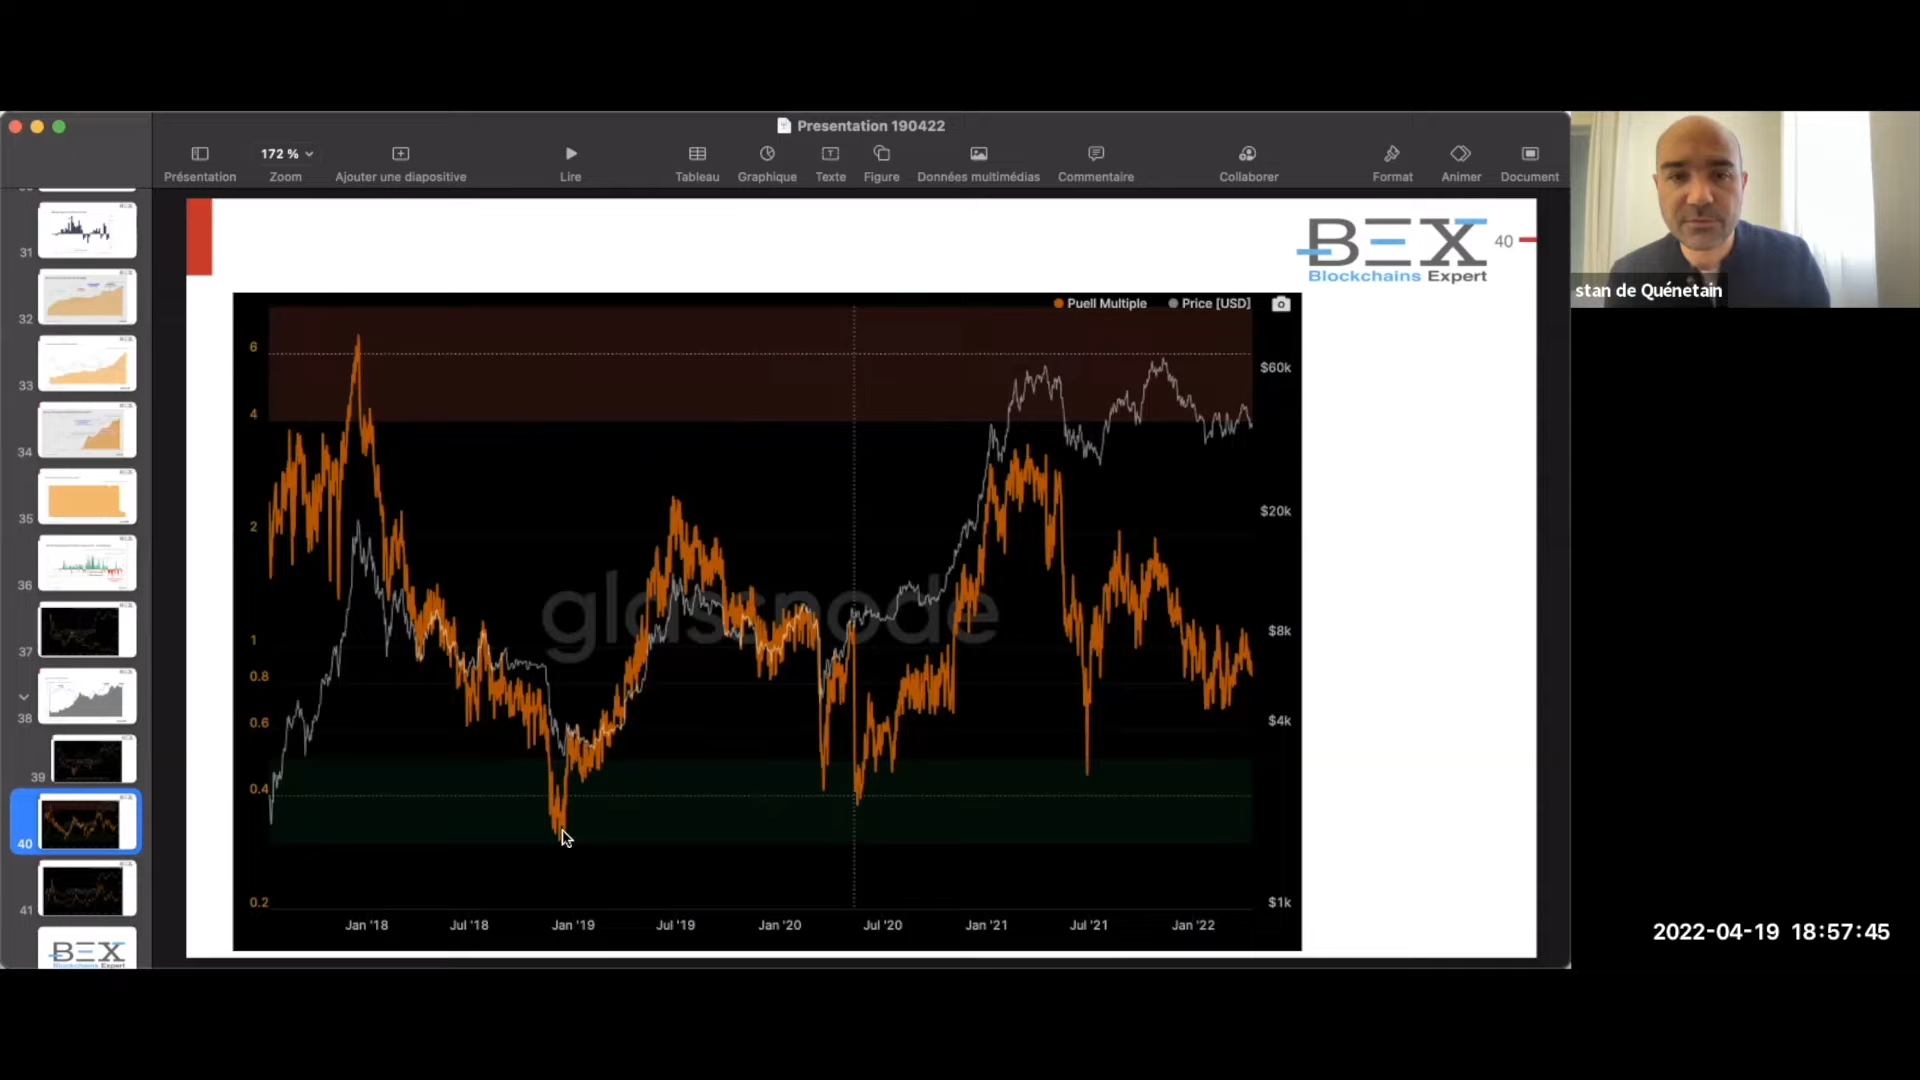 Presentation 190422
172 %
Présentation
Zoom
Ajouter une diapositive
Lire
Tableau
Graphique
Texte
Figure
Données multimédias
Commentaire
Collaborer
Format
Animer
Document
31
32
33
34
35
36
37
38
39
40
41
BEX
Blockchains Expert
BEX
Blockchains Expert
40
Puell Multiple
Price [USD]
6
4
2
1
0.8
0.6
0.4
0.2
$60k
$20k
$8k
$4k
$1k
glassnode
Jan '18
Jul '18
Jan '19
Jul '19
Jan '20
Jul '20
Jan '21
Jul '21
Jan '22
stan de Quénetain
2022-04-19 18:57:45